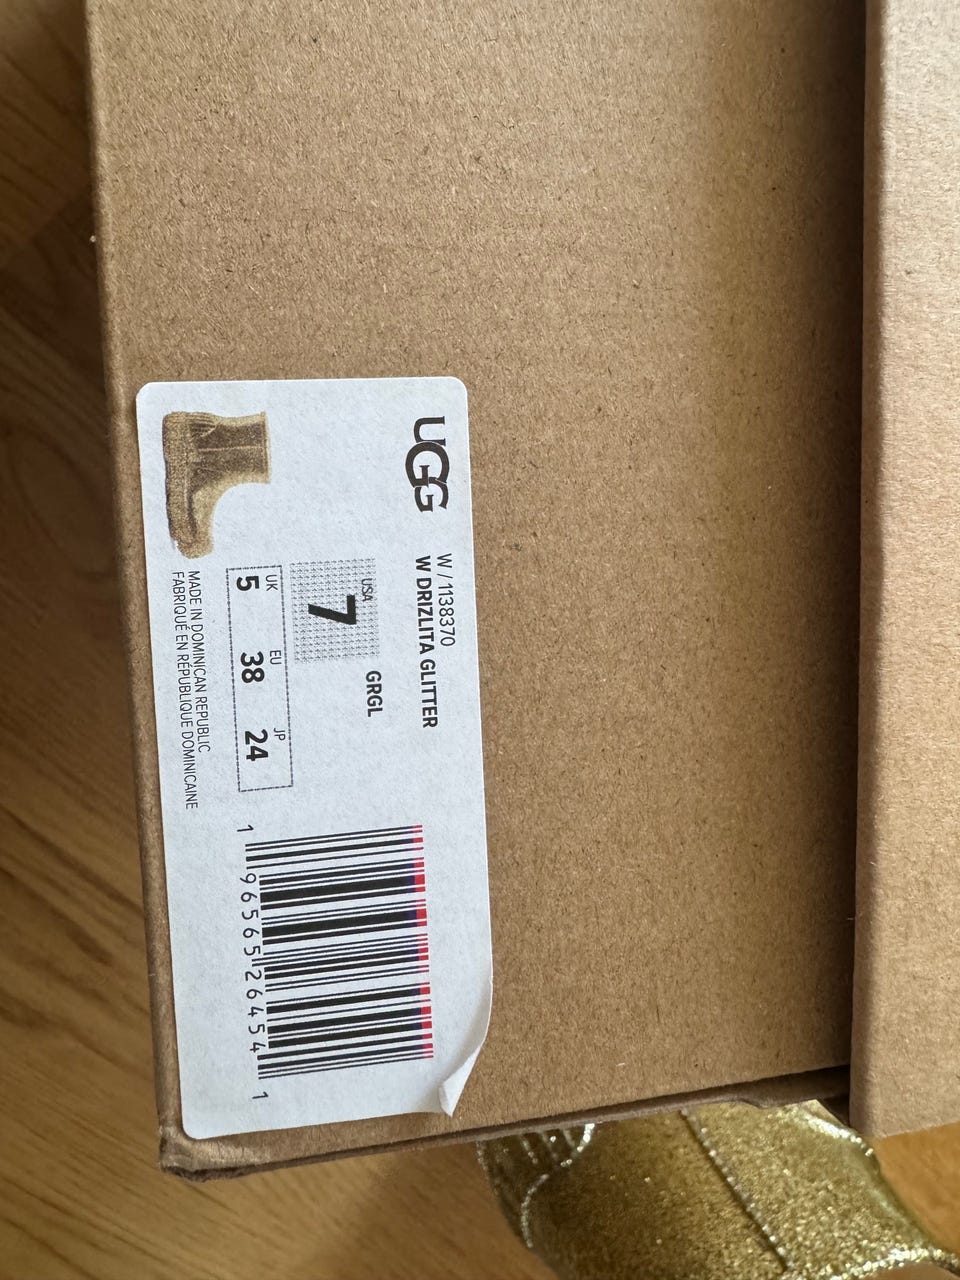 UGG
W / 1138370
W DRIZLITA GLITTER
USA
7
GRGL
UK EU JP
5 38 24
MADE IN DOMINICAN REPUBLIC
FABRIQUÉ EN RÉPUBLIQUE DOMINICAINE
1 96565 26454 1